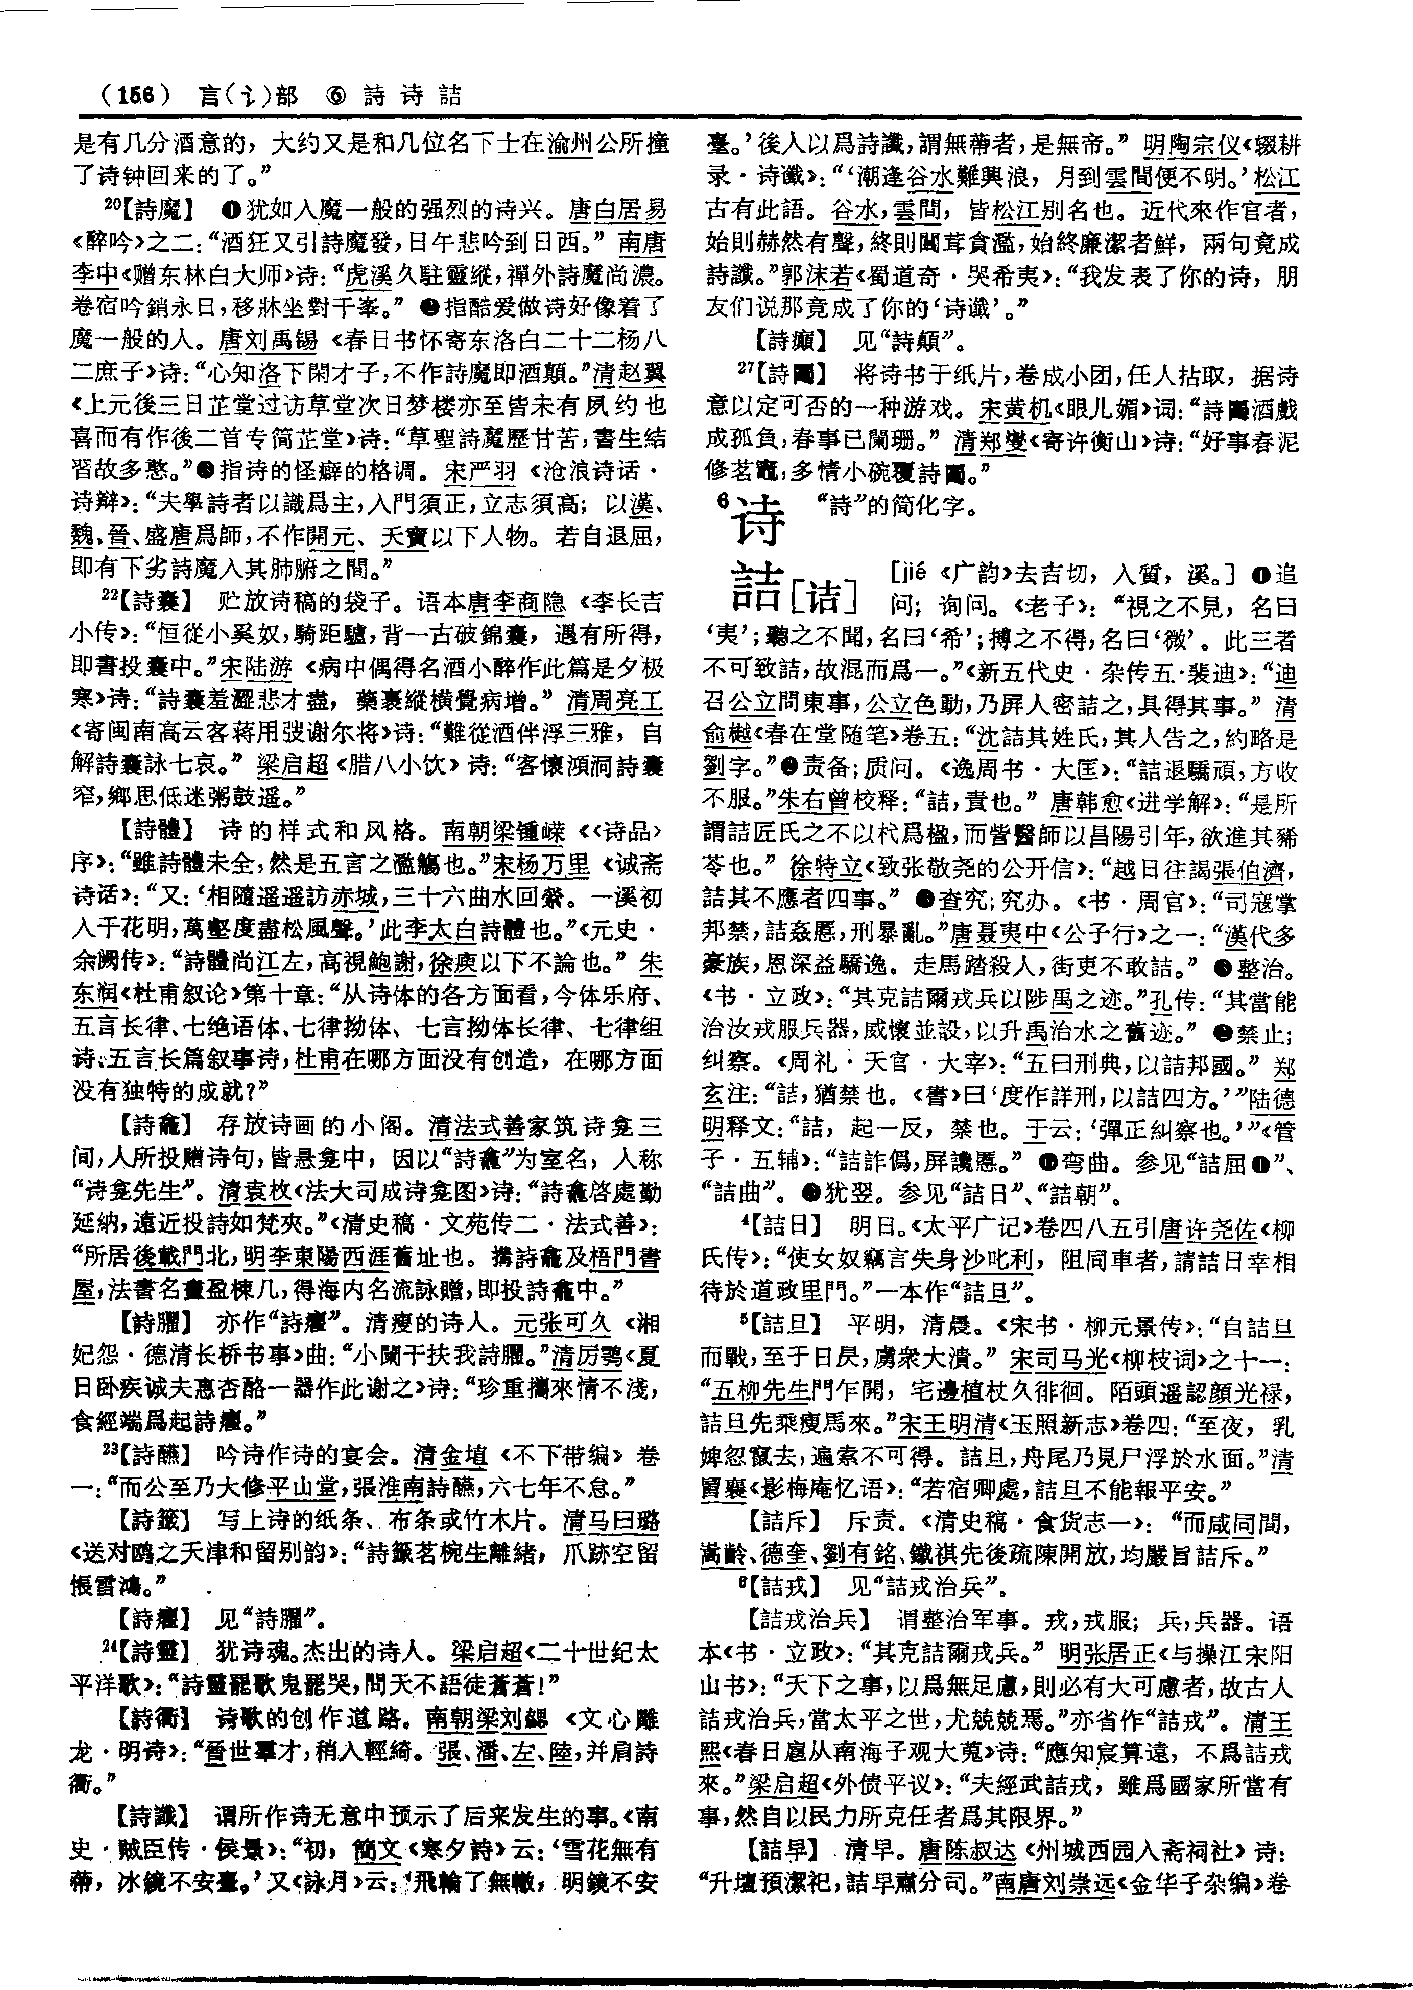 (156) 言(讠)部 ⑥ 詩诗詰
是有几分酒意的，大约又是和几位名下士在渝州公所撞
了诗钟回来的了。”
20【詩魔】 ❶犹如入魔一般的强烈的诗兴。唐白居易
《醉吟》之二：“酒狂又引詩魔發，日午悲吟到日西。” 南唐
李中《赠东林白大师》诗：“虎溪久駐靈縱，禪外詩魔尚濃。
卷宿吟銷永日，移牀坐對千峯。” ❷指酷爱做诗好像着了
魔一般的人。唐刘禹锡《春日书怀寄东洛白二十二杨八
二庶子》诗：“心知洛下閑才子，不作詩魔即酒顛。”清赵翼
《上元後三日芷堂过访草堂次日梦楼亦至皆未有夙约也
喜而有作後二首专简芷堂》诗：“草聖詩魔歷甘苦，書生結
習故多憨。”❸指诗的怪癖的格调。宋严羽《沧浪诗话·
诗辩》：“夫學詩者以識爲主，入門須正，立志須高；以漢、
魏、晉、盛唐爲師，不作開元、天寶以下人物。若自退屈，
即有下劣詩魔入其肺腑之間。”
22【詩囊】 贮放诗稿的袋子。语本唐李商隐《李长吉
小传》：“恒從小奚奴，騎距驢，背一古破錦囊，遇有所得，
即書投囊中。”宋陆游《病中偶得名酒小醉作此篇是夕极
寒》诗：“詩囊羞澀悲才盡，藥裹縱横覺病增。” 清周亮工
《寄闽南高云客蒋用弢谢尔将》诗：“難從酒伴浮三雅，自
解詩囊詠七哀。” 梁启超《腊八小饮》诗：“客懷澒洞詩囊
窄，鄉思低迷粥鼓遥。”
【詩體】 诗的样式和风格。南朝梁锺嵘《〈诗品〉
序》：“雖詩體未全，然是五言之濫觴也。”宋杨万里《诚斋
诗话》：“又：‘相隨遥遥訪赤城，三十六曲水回縈。一溪初
入千花明，萬壑度盡松風聲。’此李太白詩體也。”《元史·
余阙传》：“詩體尚江左，高視鮑謝，徐庾以下不論也。” 朱
东润《杜甫叙论》第十章：“从诗体的各方面看，今体乐府、
五言长律、七绝语体、七律拗体、七言拗体长律、七律组
诗、五言长篇叙事诗，杜甫在哪方面没有创造，在哪方面
没有独特的成就？”
【詩龕】 存放诗画的小阁。清法式善家筑诗龛三
间，人所投赠诗句，皆悬龛中，因以“詩龕”为室名，人称
“诗龛先生”。清袁枚《法大司成诗龛图》诗：“詩龕啓處勤
延納，遠近投詩如梵夾。”《清史稿·文苑传二·法式善》：
“所居後載門北，明李東陽西涯舊址也。搆詩龕及梧門書
屋，法書名畫盈棟几，得海内名流詠贈，即投詩龕中。”
【詩臞】 亦作“詩癯”。清瘦的诗人。元张可久《湘
妃怨·德清长桥书事》曲：“小闌干扶我詩臞。”清厉鹗《夏
日卧疾诚夫惠杏酪一器作此谢之》诗：“珍重攜來情不淺，
食經端爲起詩癯。”
23【詩醼】 吟诗作诗的宴会。清金埴《不下带编》卷
一：“而公至乃大修平山堂，張淮南詩醼，六七年不怠。”
【詩籤】 写上诗的纸条、布条或竹木片。清马曰璐
《送对鸥之天津和留别韵》：“詩籤茗椀生離緒，爪跡空留
悵雪鴻。”
【詩癯】 见“詩臞”。
24【詩靈】 犹诗魂。杰出的诗人。梁启超《二十世纪太
平洋歌》：“詩靈罷歌鬼罷哭，問天不語徒蒼蒼！”
【詩衢】 诗歌的创作道路。南朝梁刘勰《文心雕
龙·明诗》：“晉世羣才，稍入輕綺。張、潘、左、陸，并肩詩
衢。”
【詩讖】 谓所作诗无意中预示了后来发生的事。《南
史·贼臣传·侯景》：“初，簡文《寒夕詩》云：‘雪花無有
蔕，冰鏡不安臺。’又《詠月》云：‘飛輪了無轍，明鏡不安
臺。’後人以爲詩讖，謂無蔕者，是無帝。” 明陶宗仪《辍耕
录·诗谶》：“‘潮逢谷水難興浪，月到雲間便不明。’松江
古有此語。谷水，雲間，皆松江别名也。近代來作官者，
始則赫然有聲，終則闒茸貪濫，始終廉潔者鮮，兩句竟成
詩讖。”郭沫若《蜀道奇·哭希夷》：“我发表了你的诗，朋
友们说那竟成了你的‘诗谶’。”
【詩癲】 见“詩顛”。
27【詩鬮】 将诗书于纸片，卷成小团，任人拈取，据诗
意以定可否的一种游戏。宋黄机《眼儿媚》词：“詩鬮酒戲
成孤負，春事已闌珊。” 清郑燮《寄许衡山》诗：“好事春泥
修茗竈，多情小碗覆詩鬮。”
6诗 “詩”的简化字。
詰［诘］ ［jié《广韵》去吉切，入質，溪。］❶追
问；询问。《老子》：“視之不見，名曰
‘夷’；聽之不聞，名曰‘希’；搏之不得，名曰‘微’。此三者
不可致詰，故混而爲一。”《新五代史·杂传五·裴迪》：“迪
召公立問東事，公立色動，乃屏人密詰之，具得其事。” 清
俞樾《春在堂随笔》卷五：“沈詰其姓氏，其人告之，約略是
劉字。”❷责备；质问。《逸周书·大匡》：“詰退驕頑，方收
不服。”朱右曾校释：“詰，責也。” 唐韩愈《进学解》：“是所
謂詰匠氏之不以杙爲楹，而訾醫師以昌陽引年，欲進其豨
苓也。” 徐特立《致张敬尧的公开信》：“越日往謁張伯濟，
詰其不應者四事。” ❸查究；究办。《书·周官》：“司寇掌
邦禁，詰姦慝，刑暴亂。”唐聂夷中《公子行》之一：“漢代多
豪族，恩深益驕逸。走馬踏殺人，街吏不敢詰。” ❹整治。
《书·立政》：“其克詰爾戎兵以陟禹之迹。”孔传：“其當能
治汝戎服兵器，威懷並設，以升禹治水之舊迹。” ❺禁止；
纠察。《周礼·天官·大宰》：“五曰刑典，以詰邦國。” 郑
玄注：“詰，猶禁也。《書》曰‘度作詳刑，以詰四方。’”陆德
明释文：“詰，起一反，禁也。于云：‘彈正糾察也。’”《管
子·五辅》：“詰詐僞，屏讒慝。” ❻弯曲。参见“詰屈❶”、
“詰曲”。❼犹翌。参见“詰日”、“詰朝”。
4【詰日】 明日。《太平广记》卷四八五引唐许尧佐《柳
氏传》：“使女奴竊言失身沙叱利，阻同車者，請詰日幸相
待於道政里門。”一本作“詰旦”。
5【詰旦】 平明，清晨。《宋书·柳元景传》：“自詰旦
而戰，至于日昃，虜衆大潰。” 宋司马光《柳枝词》之十一：
“五柳先生門乍開，宅邊植杖久徘徊。陌頭遥認顏光禄，
詰旦先乘瘦馬來。”宋王明清《玉照新志》卷四：“至夜，乳
婢忽竄去，遍索不可得。詰旦，舟尾乃見尸浮於水面。”清
冒襄《影梅庵忆语》：“若宿卿處，詰旦不能報平安。”
【詰斥】 斥责。《清史稿·食货志一》：“而咸同間，
嵩齡、德奎、劉有銘、鐵祺先後疏陳開放，均嚴旨詰斥。”
6【詰戎】 见“詰戎治兵”。
【詰戎治兵】 谓整治军事。戎，戎服；兵，兵器。语
本《书·立政》：“其克詰爾戎兵。” 明张居正《与操江宋阳
山书》：“天下之事，以爲無足慮，則必有大可慮者，故古人
詰戎治兵，當太平之世，尤兢兢焉。”亦省作“詰戎”。清王
熙《春日扈从南海子观大蒐》诗：“應知宸算遠，不爲詰戎
來。”梁启超《外债平议》：“夫經武詰戎，雖爲國家所當有
事，然自以民力所克任者爲其限界。”
【詰早】 清早。唐陈叔达《州城西园入斋祠社》诗：
“升壇預潔祀，詰早肅分司。”南唐刘崇远《金华子杂编》卷